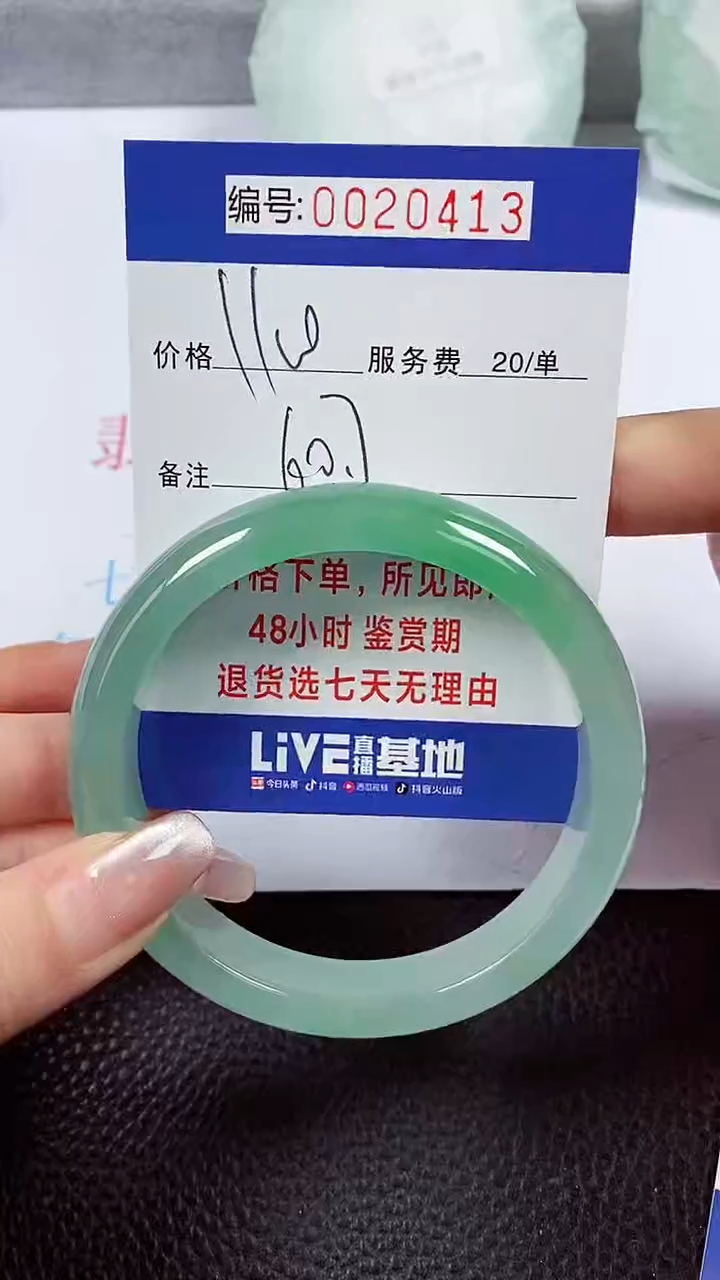 编号:0020413
价格 服务费 20/单
备注
格下单，所见即
48小时 鉴赏期
退货选七天无理由
LiVE直播基地
今日头条 抖音 西瓜视频 抖音火山版